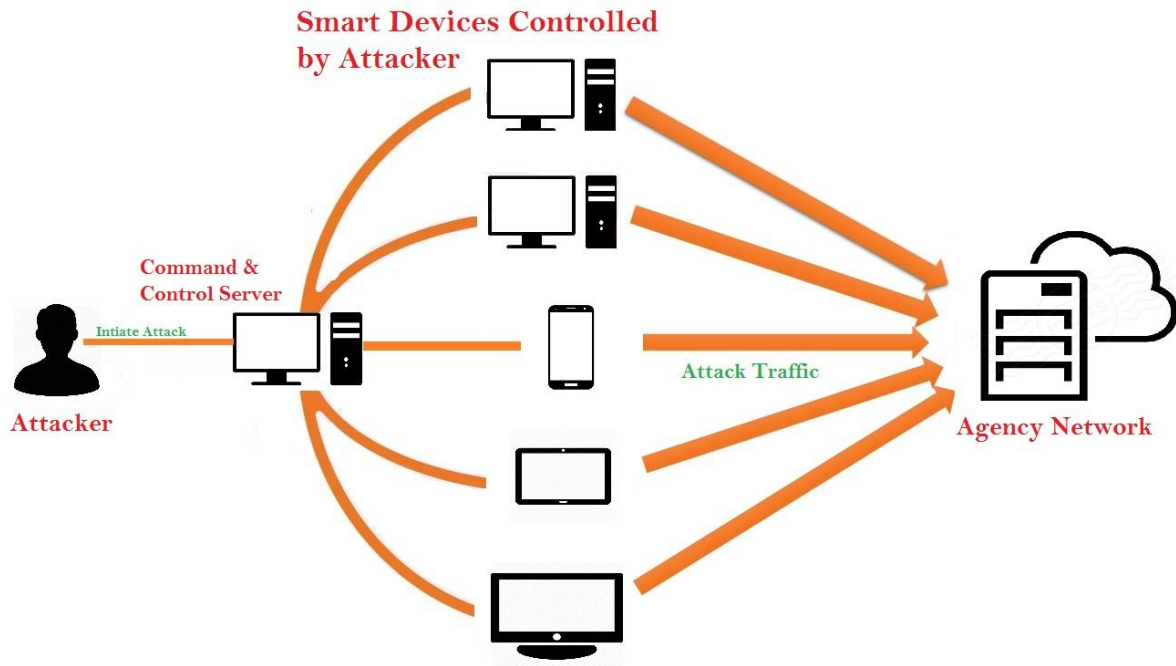 Smart Devices Controlled
by Attacker
Command &
Control Server
Intiate Attack
Attacker
Attack Traffic
Agency Network